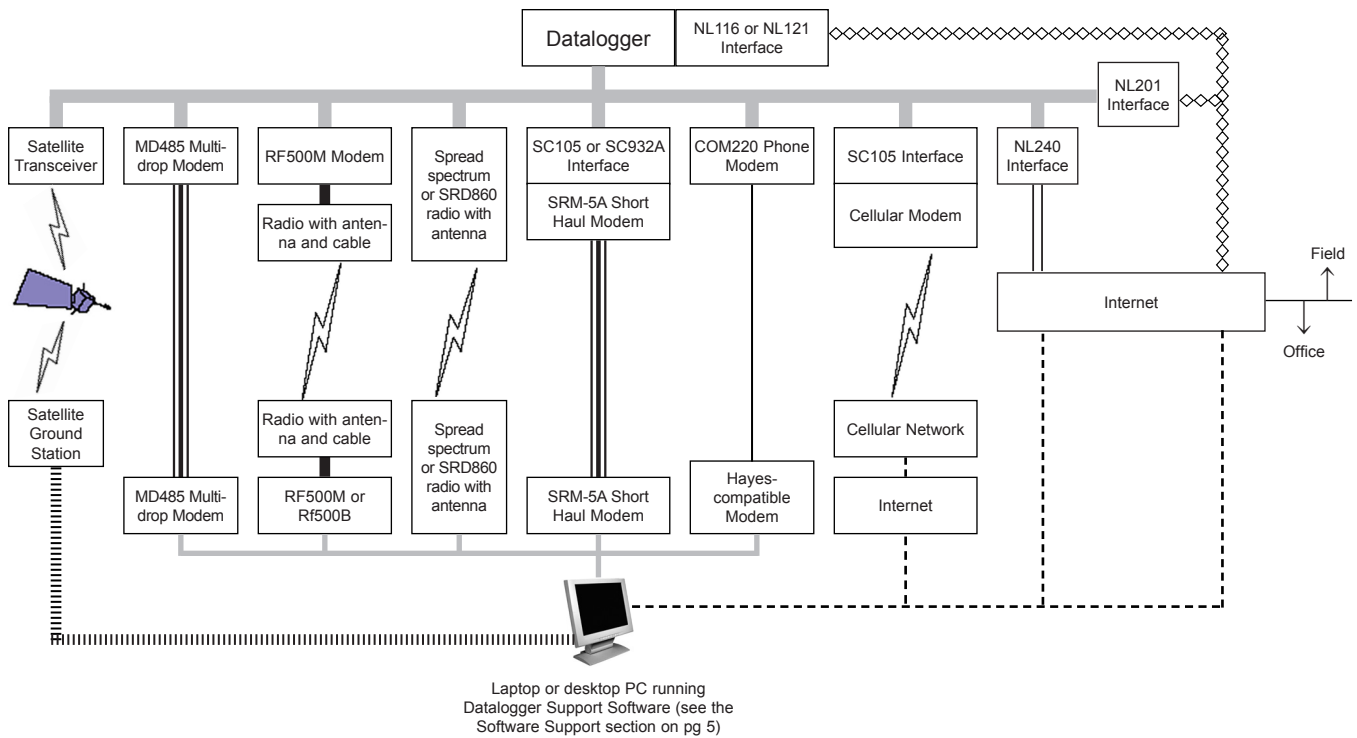 Datalogger
NL116 or NL121
Interface
NL201
Interface
Satellite
Transceiver
MD485 Multi-
drop Modem
RF500M Modem
Spread
spectrum
or SRD860
radio with
antenna
SC105 or SC932A
Interface
COM220 Phone
Modem
SC105 Interface
NL240
Interface
Radio with anten-
na and cable
SRM-5A Short
Haul Modem
Cellular Modem
Internet
Field
Office
Satellite
Ground
Station
Radio with anten-
na and cable
Spread
spectrum
or SRD860
radio with
antenna
Cellular Network
MD485 Multi-
drop Modem
RF500M or
Rf500B
SRM-5A Short
Haul Modem
Hayes-
compatible
Modem
Internet
Laptop or desktop PC running
Datalogger Support Software (see the
Software Support section on pg 5)